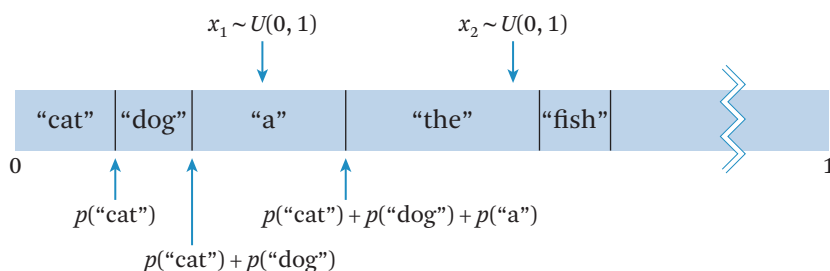 x₁ ~ U(0, 1) x₂ ~ U(0, 1)
“cat” “dog” “a” “the” “fish”
0 1
p(“cat”) p(“cat”) + p(“dog”) + p(“a”)
p(“cat”) + p(“dog”)